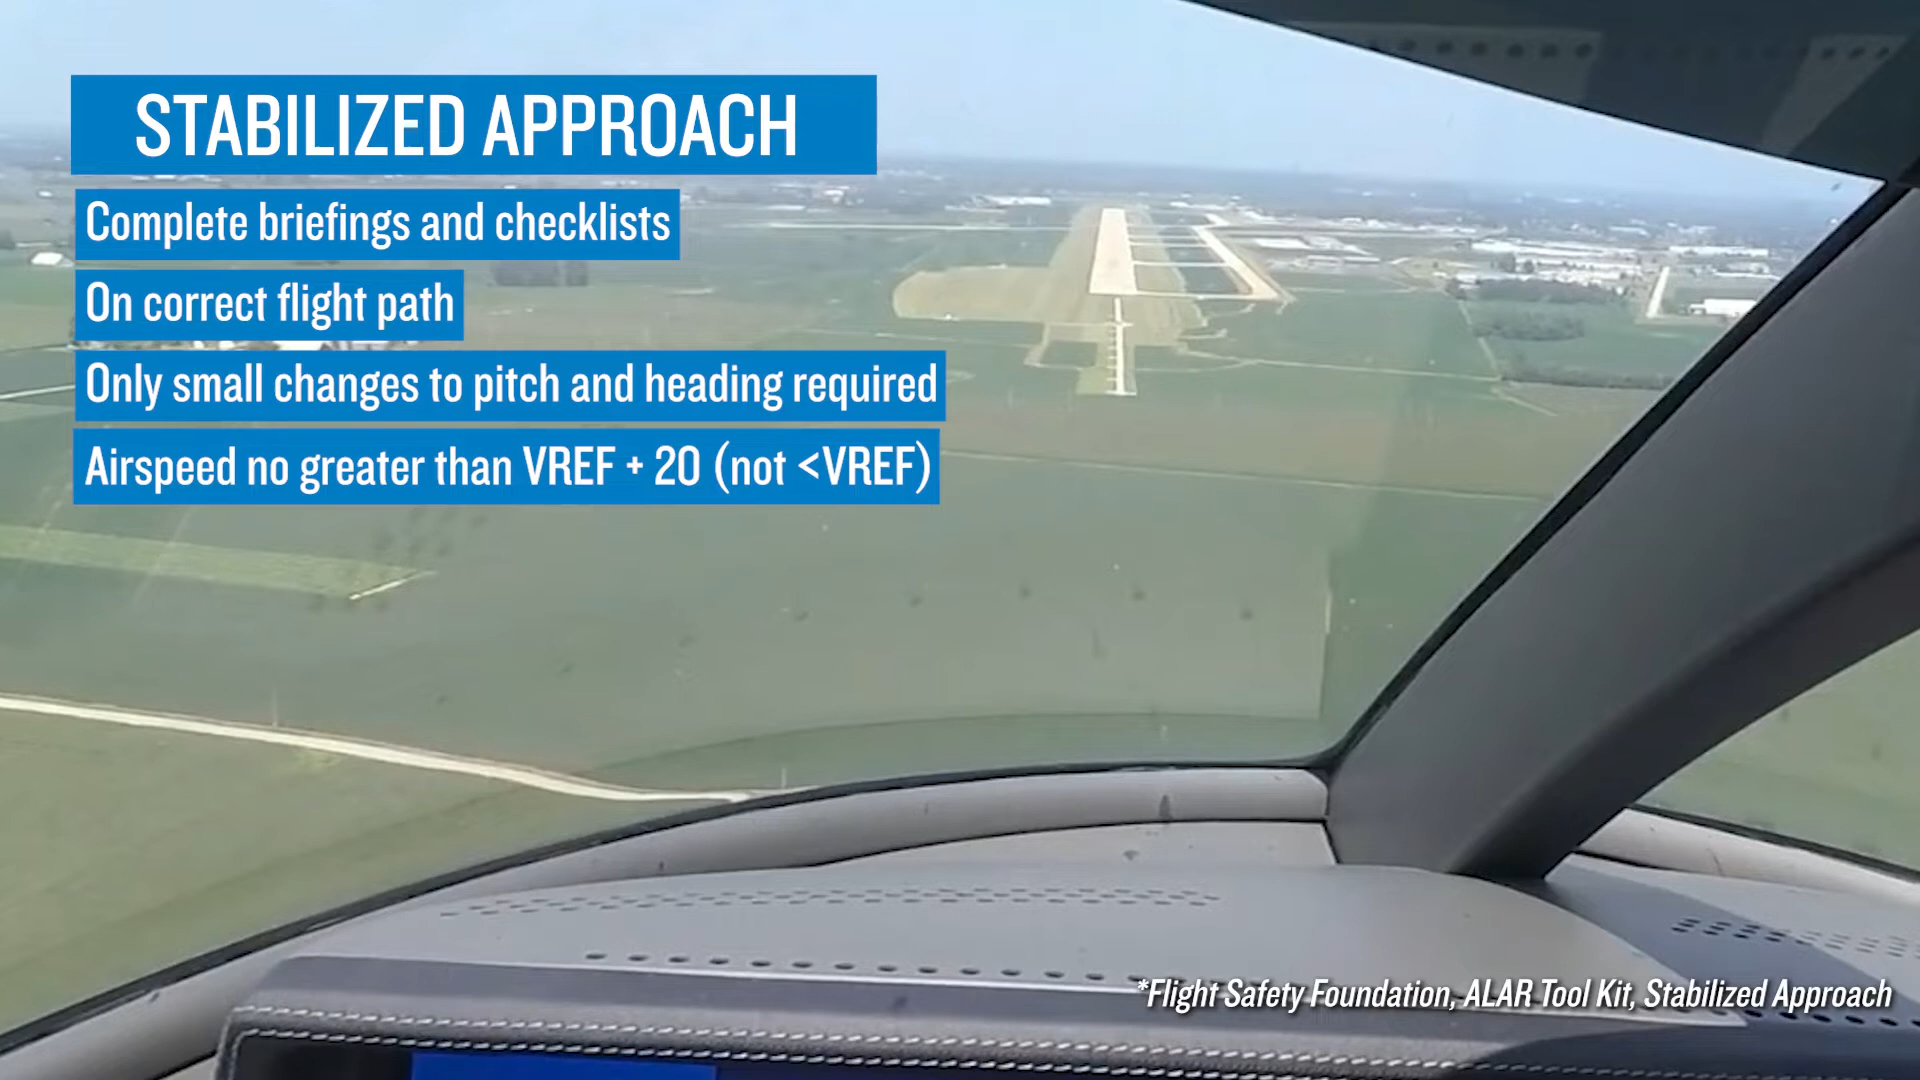 STABILIZED APPROACH
Complete briefings and checklists
On correct flight path
Only small changes to pitch and heading required
Airspeed no greater than VREF + 20 (not <VREF)
*Flight Safety Foundation, ALAR Tool Kit, Stabilized Approach